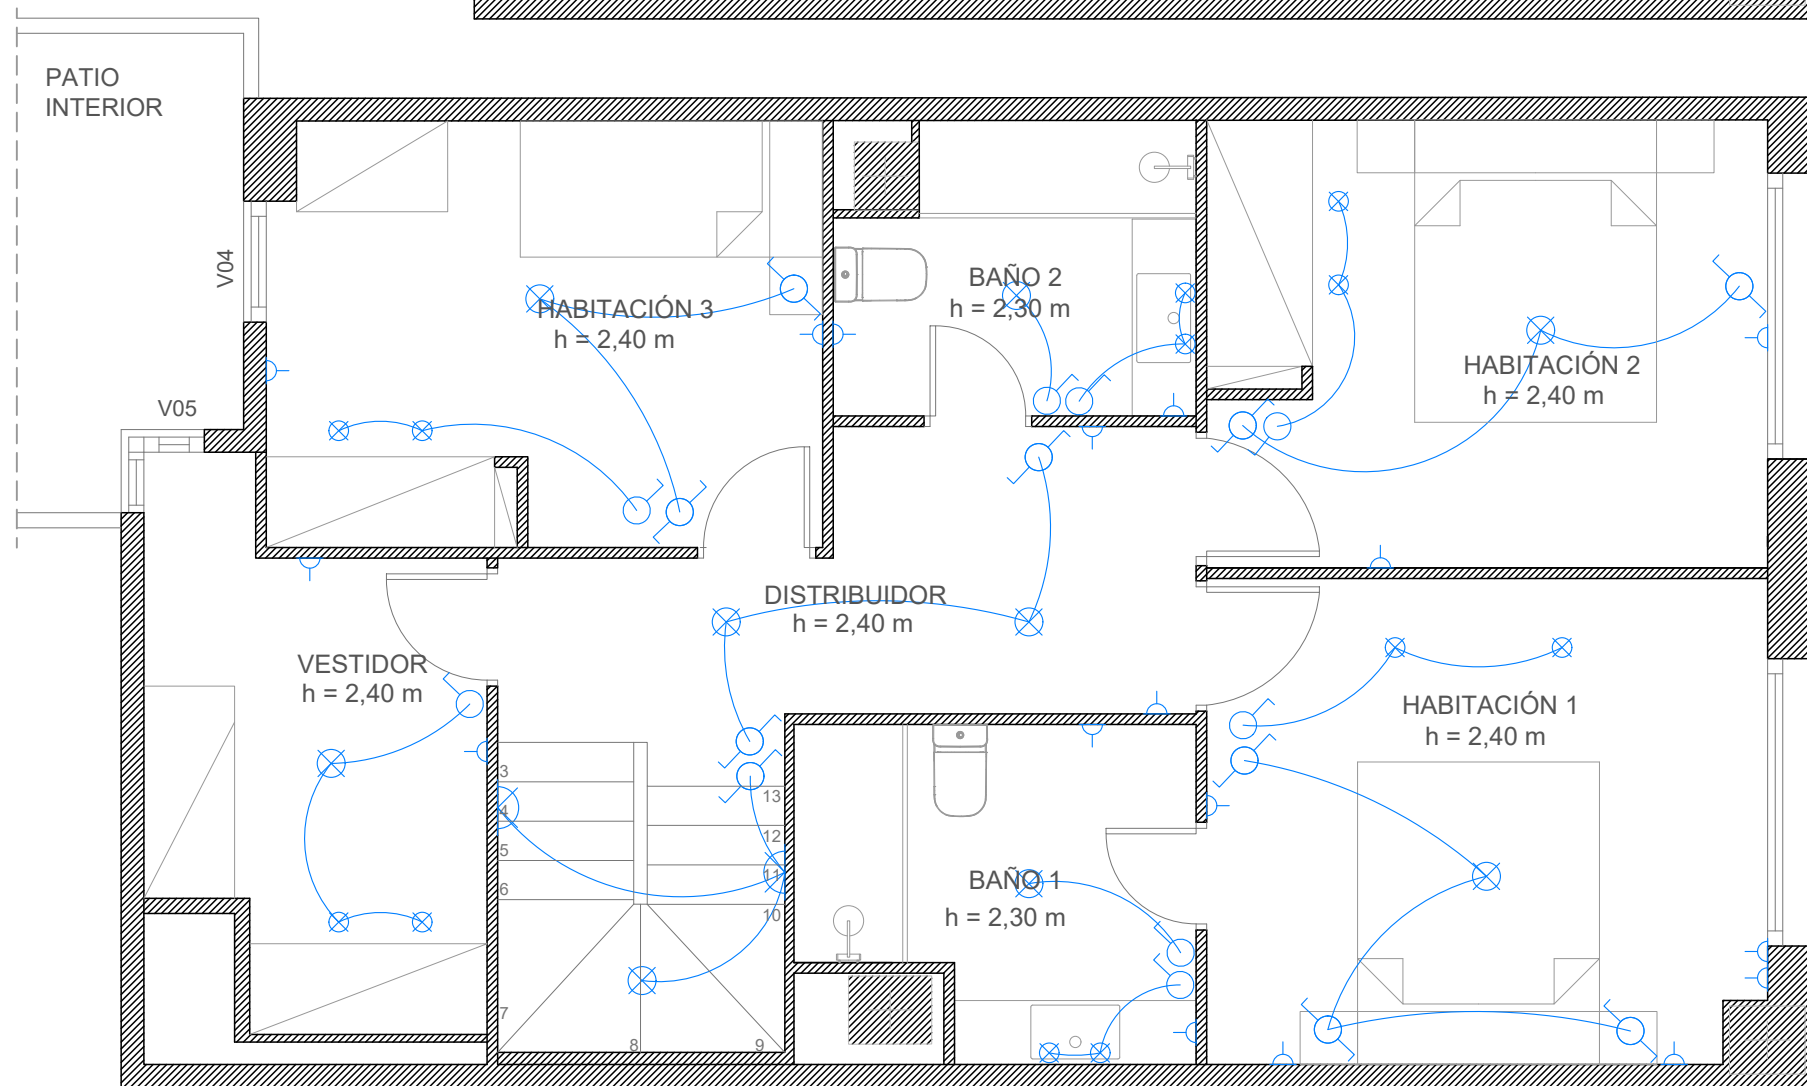 PATIO
INTERIOR
V04
V05
HABITACIÓN 3
h = 2,40 m
BAÑO 2
h = 2,30 m
HABITACIÓN 2
h = 2,40 m
DISTRIBUIDOR
h = 2,40 m
VESTIDOR
h = 2,40 m
HABITACIÓN 1
h = 2,40 m
BAÑO 1
h = 2,30 m
3
4
5
6
7
8
9
10
11
12
13